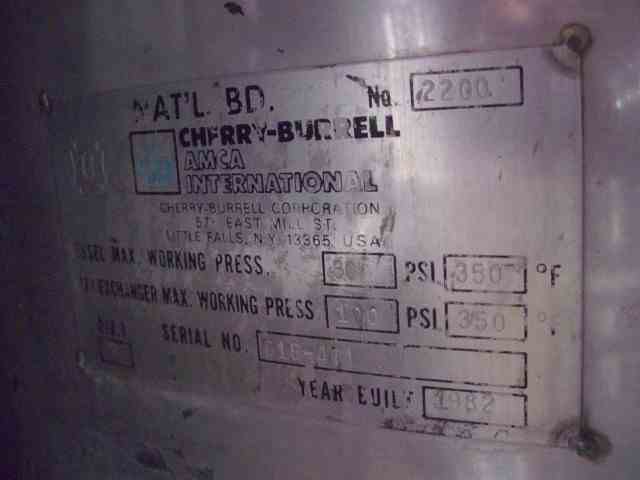 NAT'L. BD. No. 2200
CHERRY-BURRELL
AMCA
INTERNATIONAL
CHERRY-BURRELL CORPORATION
EAST MILL ST.
LITTLE FALLS, N.Y. 13365, USA
MAX. WORKING PRESS. PSI 350 °F
EXCHANGER MAX. WORKING PRESS 100 PSI 350 °F
SERIAL NO.
YEAR BUILT 1982